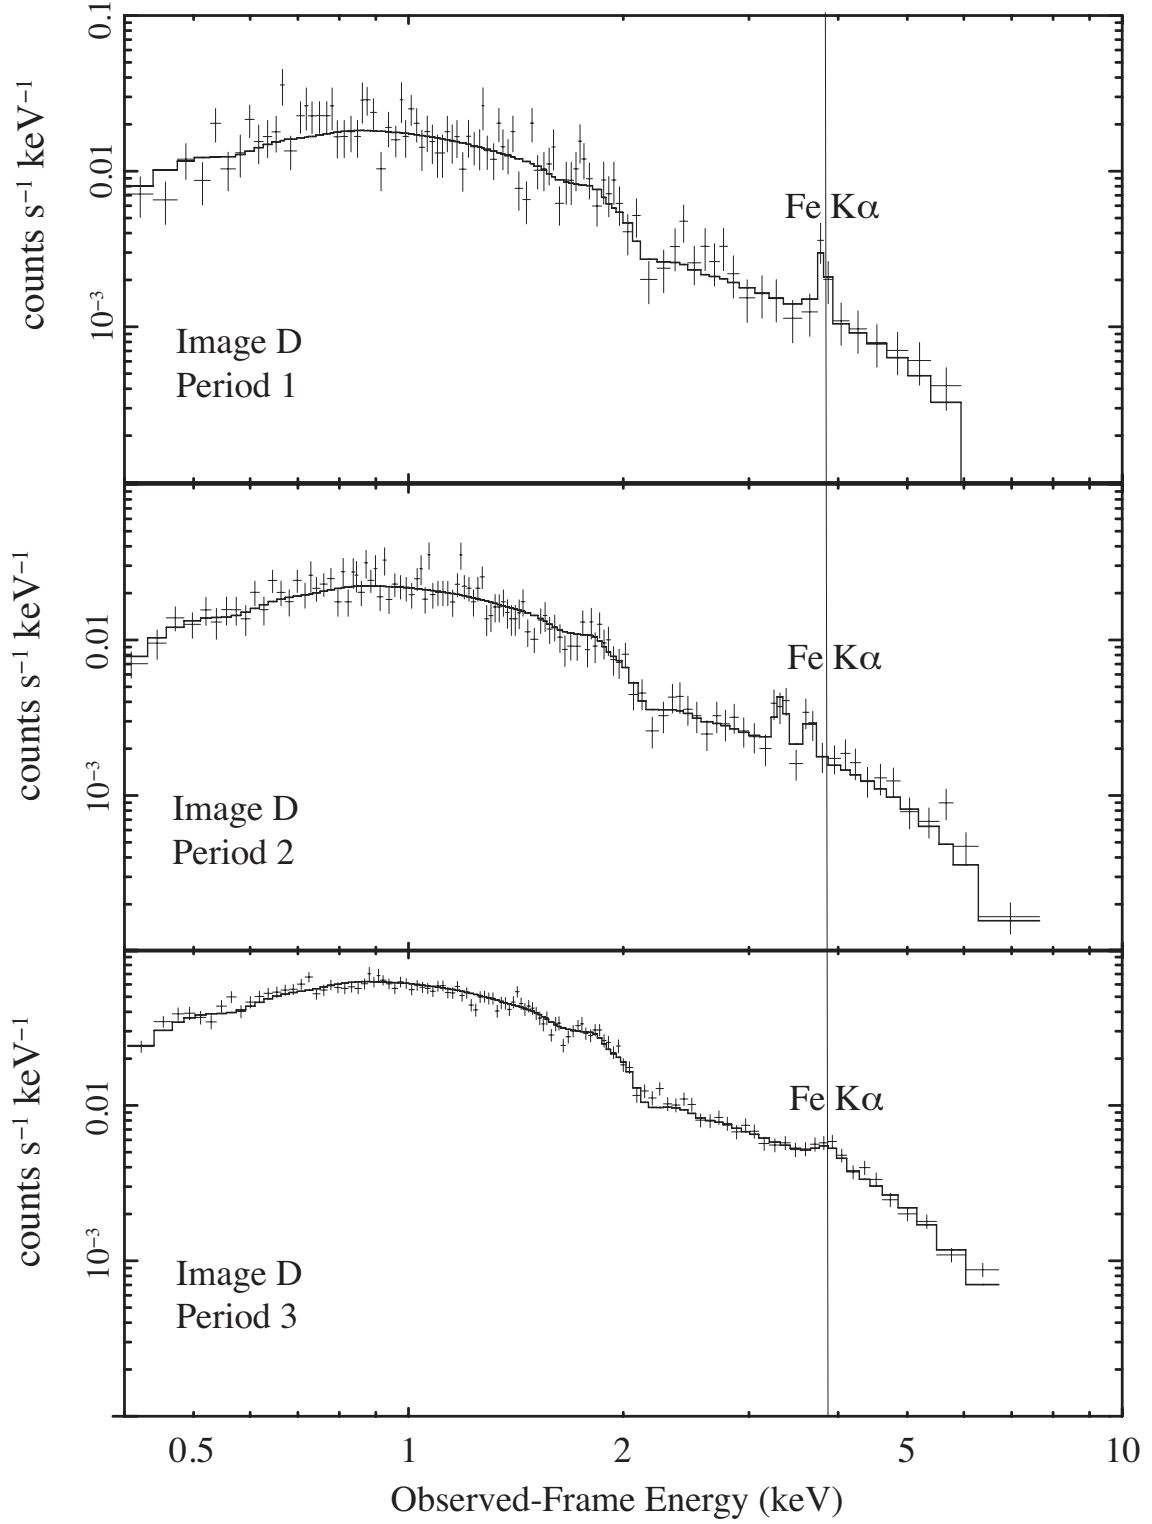 0.1
0.01
10⁻³
counts s⁻¹ keV⁻¹
Fe Kα
Image D
Period 1
0.01
10⁻³
counts s⁻¹ keV⁻¹
Fe Kα
Image D
Period 2
0.01
10⁻³
counts s⁻¹ keV⁻¹
Fe Kα
Image D
Period 3
0.5 1 2 5 10
Observed-Frame Energy (keV)